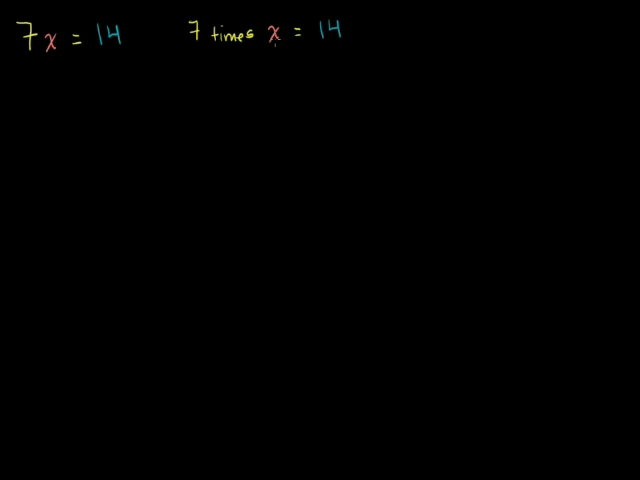 7x = 14 7 times x = 14